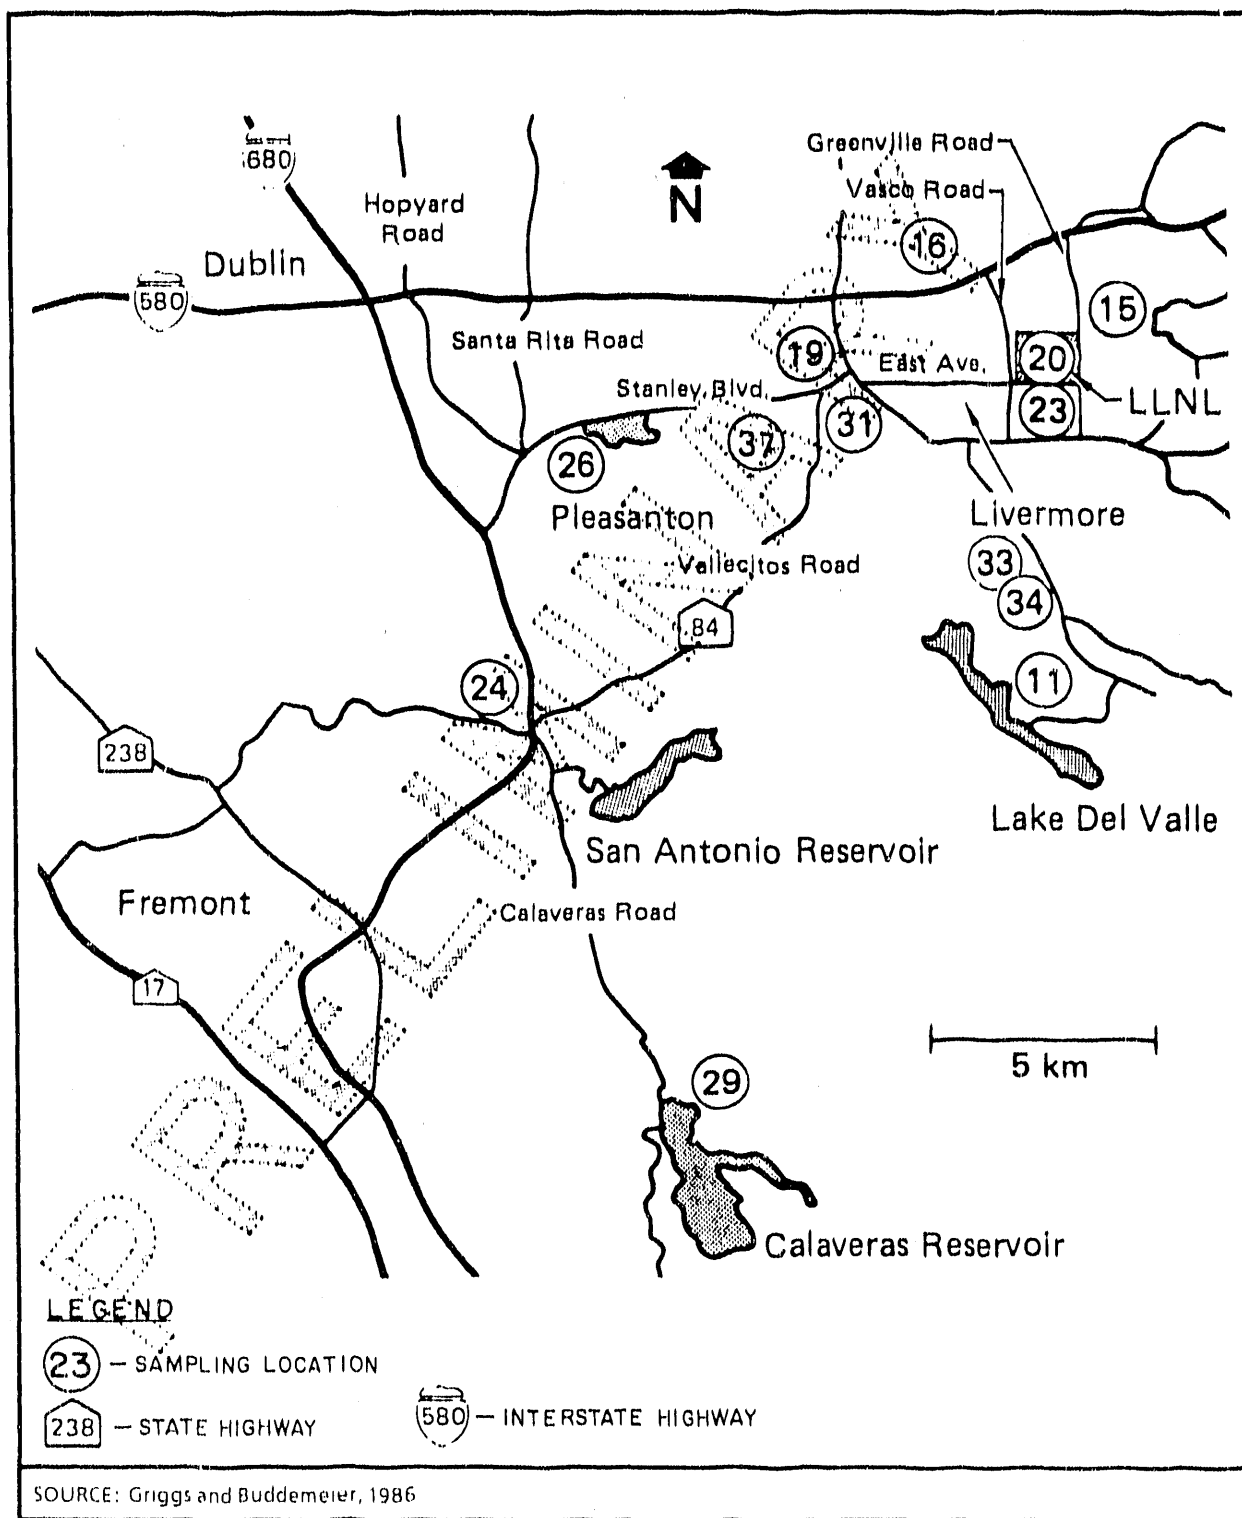 680
Hopyard
Road
Greenville Road
Vasco Road
N
16
Dublin
580
15
Santa Rita Road
19
East Ave.
20
Stanley Blvd.
LLNL
23
31
37
26
Pleasanton
Livermore
Vallecitos Road
33
34
84
24
11
238
Lake Del Valle
San Antonio Reservoir
Fremont
Calaveras Road
17
5 km
29
Calaveras Reservoir
PRELIMINARY DRAFT
LEGEND
23 – SAMPLING LOCATION
238 – STATE HIGHWAY
580 – INTERSTATE HIGHWAY
SOURCE: Griggs and Buddemeier, 1986